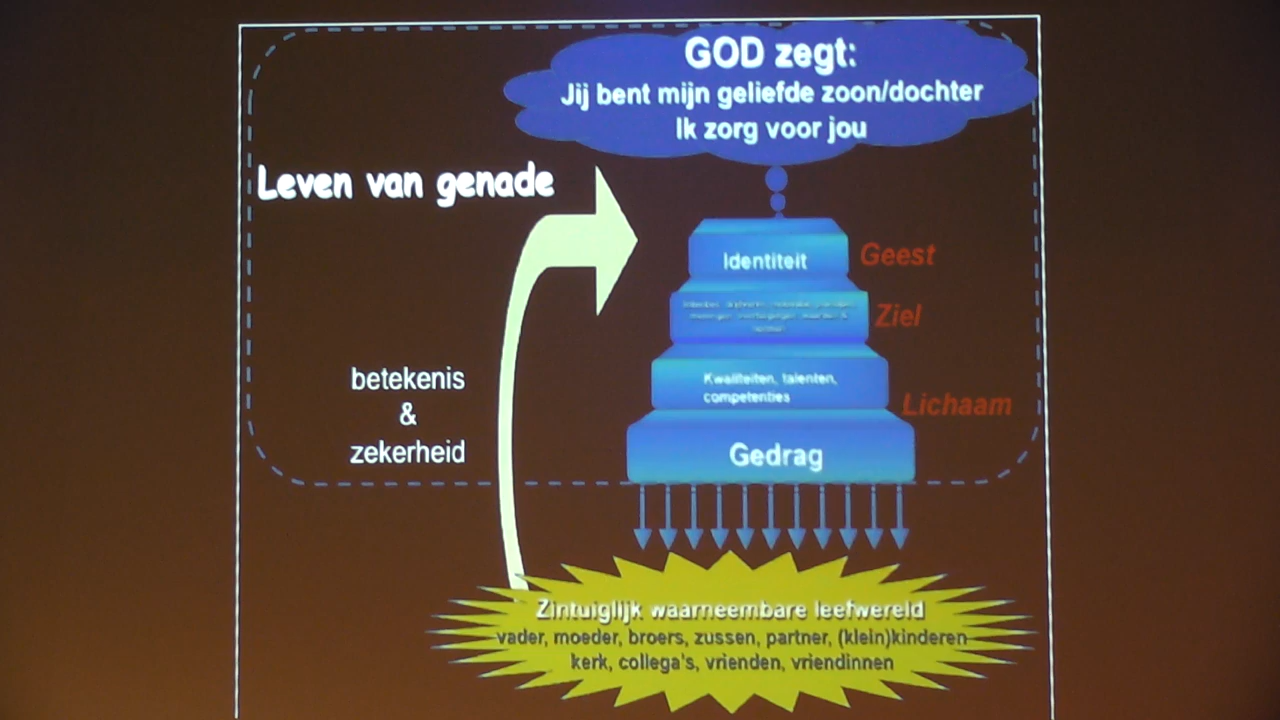 GOD zegt:
Jij bent mijn geliefde zoon/dochter
Ik zorg voor jou
Leven van genade
Identiteit
Geest
Ziel
betekenis
&
zekerheid
Kwaliteiten, talenten,
competenties
Lichaam
Gedrag
Zintuiglijk waarneembare leefwereld
vader, moeder, broers, zussen, partner, (klein)kinderen
kerk, collega's, vrienden, vriendinnen